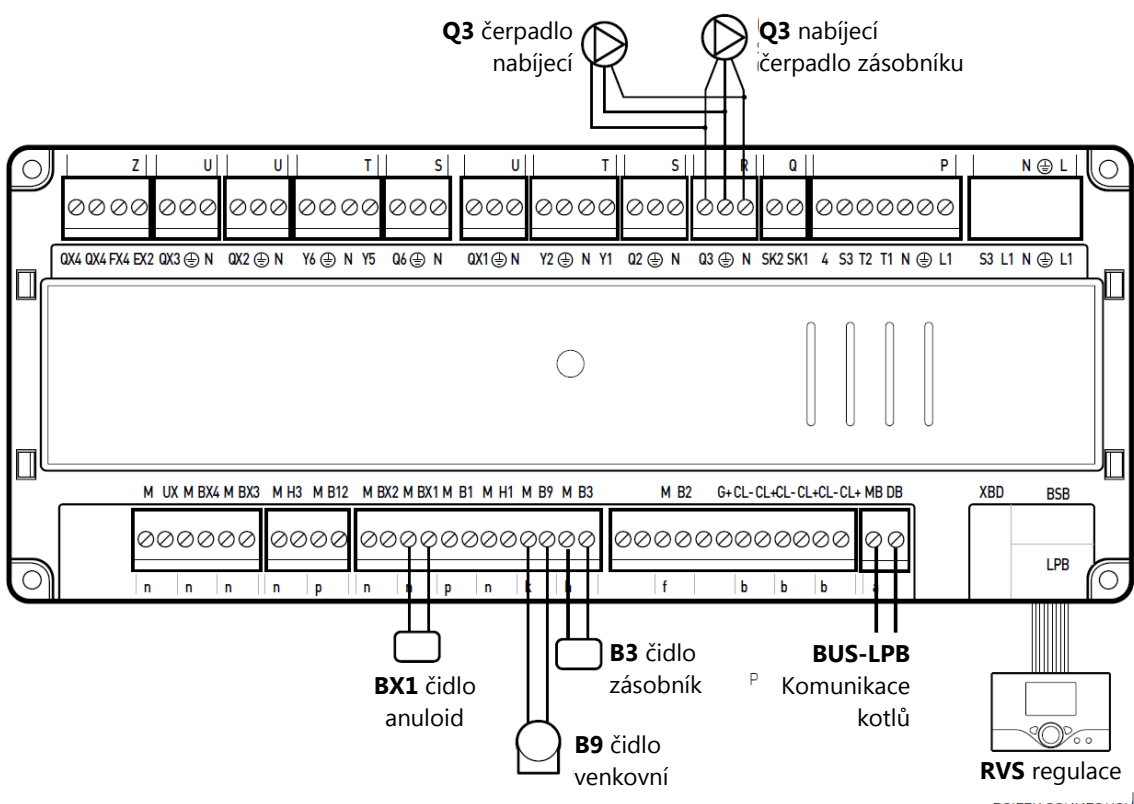 Q3 čerpadlo
nabíjecí
Q3 nabíjecí
čerpadlo zásobníku
Z U U T S U T S R Q P N L
QX4 QX4 FX4 EX2 QX3 N QX2 N Y6 N Y5 Q6 N QX1 N Y2 N Y1 Q2 N Q3 N SK2 SK1 4 S3 T2 T1 N L1 S3 L1 N L1
M UX M BX4 M BX3 M H3 M B12 M BX2 M BX1 M B1 M H1 M B9 M B3 M B2 G+ CL- CL+ CL- CL+ CL- CL+ MB DB XBD BSB
LPB
n n n n p n n p n k h f b b b a
BX1 čidlo
anuloid
B3 čidlo
zásobník
P
BUS-LPB
Komunikace
kotlů
B9 čidlo
venkovní
RVS regulace